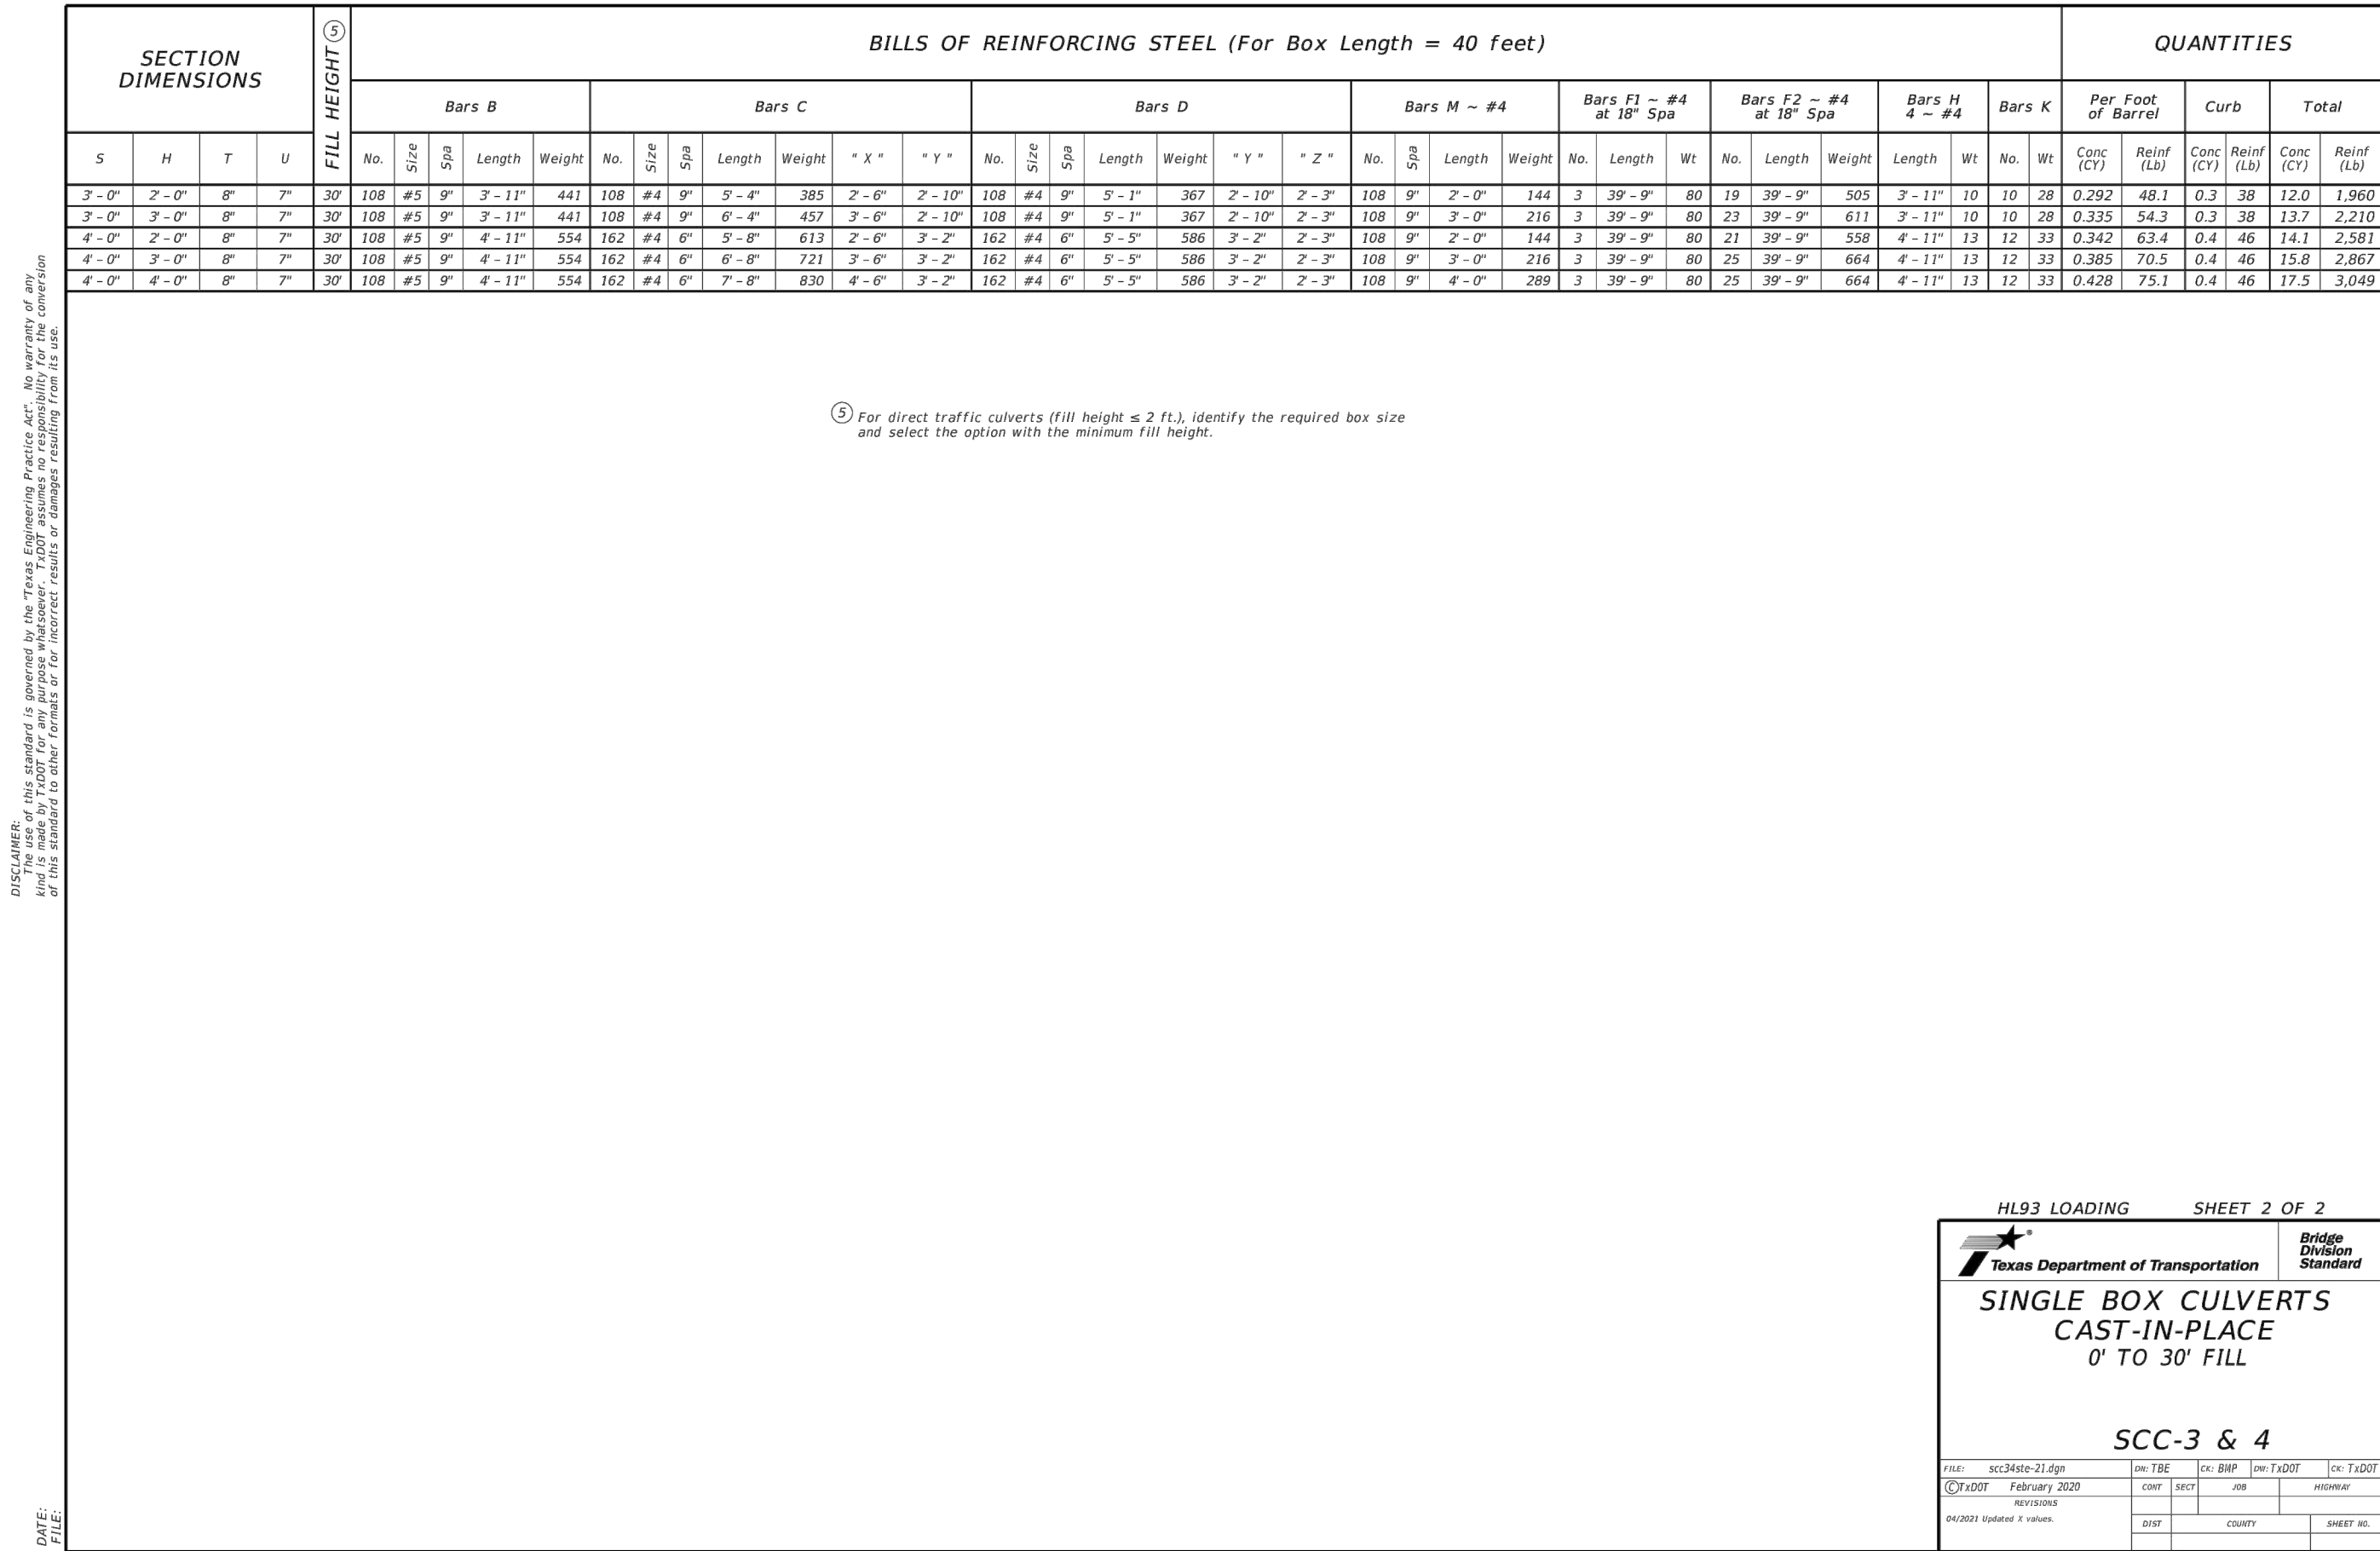 SECTION
DIMENSIONS
FILL HEIGHT 5
BILLS OF REINFORCING STEEL (For Box Length = 40 feet)
QUANTITIES
Bars B
Bars C
Bars D
Bars M ~ #4
Bars F1 ~ #4
at 18" Spa
Bars F2 ~ #4
at 18" Spa
Bars H
4 ~ #4
Bars K
Per Foot
of Barrel
Curb
Total
S H T U No. Size Spa Length Weight No. Size Spa Length Weight "X" "Y" No. Size Spa Length Weight "Y" "Z" No. Spa Length Weight No. Length Wt No. Length Weight Length Wt No. Wt Conc (CY) Reinf (Lb) Conc (CY) Reinf (Lb) Conc (CY) Reinf (Lb)
3' - 0" 2' - 0" 8" 7" 30' 108 #5 9" 3' - 11" 441 108 #4 9" 5' - 4" 385 2' - 6" 2' - 10" 108 #4 9" 5' - 1" 367 2' - 10" 2' - 3" 108 9" 2' - 0" 144 3 39' - 9" 80 19 39' - 9" 505 3' - 11" 10 10 28 0.292 48.1 0.3 38 12.0 1,960
3' - 0" 3' - 0" 8" 7" 30' 108 #5 9" 3' - 11" 441 108 #4 9" 6' - 4" 457 3' - 6" 2' - 10" 108 #4 9" 5' - 1" 367 2' - 10" 2' - 3" 108 9" 3' - 0" 216 3 39' - 9" 80 23 39' - 9" 611 3' - 11" 10 10 28 0.335 54.3 0.3 38 13.7 2,210
4' - 0" 2' - 0" 8" 7" 30' 108 #5 9" 4' - 11" 554 162 #4 6" 5' - 8" 613 2' - 6" 3' - 2" 162 #4 6" 5' - 5" 586 3' - 2" 2' - 3" 108 9" 2' - 0" 144 3 39' - 9" 80 21 39' - 9" 558 4' - 11" 13 12 33 0.342 63.4 0.4 46 14.1 2,581
4' - 0" 3' - 0" 8" 7" 30' 108 #5 9" 4' - 11" 554 162 #4 6" 6' - 8" 721 3' - 6" 3' - 2" 162 #4 6" 5' - 5" 586 3' - 2" 2' - 3" 108 9" 3' - 0" 216 3 39' - 9" 80 25 39' - 9" 664 4' - 11" 13 12 33 0.385 70.5 0.4 46 15.8 2,867
4' - 0" 4' - 0" 8" 7" 30' 108 #5 9" 4' - 11" 554 162 #4 6" 7' - 8" 830 4' - 6" 3' - 2" 162 #4 6" 5' - 5" 586 3' - 2" 2' - 3" 108 9" 4' - 0" 289 3 39' - 9" 80 25 39' - 9" 664 4' - 11" 13 12 33 0.428 75.1 0.4 46 17.5 3,049
5 For direct traffic culverts (fill height ≤ 2 ft.), identify the required box size
and select the option with the minimum fill height.
DISCLAIMER:
The use of this standard is governed by the "Texas Engineering Practice Act". No warranty of any
kind is made by TxDOT for any purpose whatsoever. TxDOT assumes no responsibility for the conversion
of this standard to other formats or for incorrect results or damages resulting from its use.
DATE:
FILE:
HL93 LOADING SHEET 2 OF 2
Texas Department of Transportation ®
Bridge
Division
Standard
SINGLE BOX CULVERTS
CAST-IN-PLACE
0' TO 30' FILL
SCC-3 & 4
FILE: scc34ste-21.dgn DN: TBE CK: BMP DW: TxDOT CK: TxDOT
©TxDOT February 2020 CONT SECT JOB HIGHWAY
REVISIONS
04/2021 Updated X values.
DIST COUNTY SHEET NO.